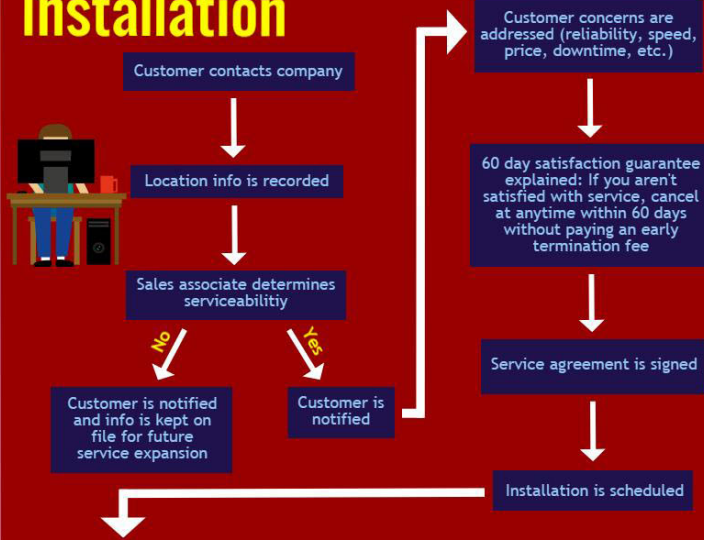 Installation
Customer contacts company
Location info is recorded
Sales associate determines
serviceabilitiy
No
Yes
Customer is notified
and info is kept on
file for future
service expansion
Customer is
notified
Customer concerns are
addressed (reliability, speed,
price, downtime, etc.)
60 day satisfaction guarantee
explained: If you aren't
satisfied with service, cancel
at anytime within 60 days
without paying an early
termination fee
Service agreement is signed
Installation is scheduled